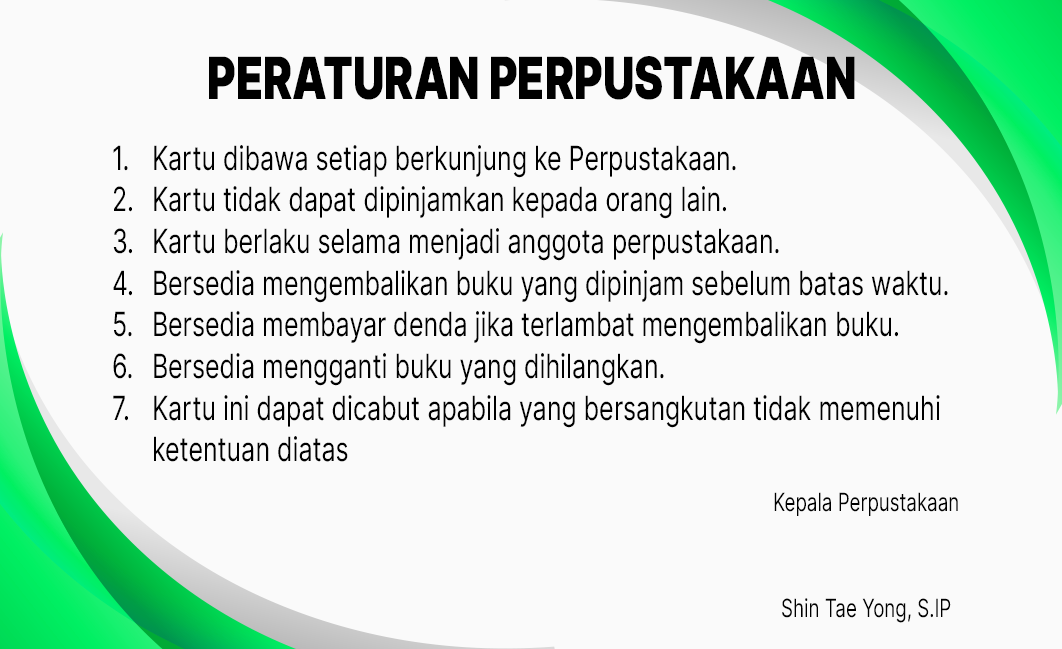 PERATURAN PERPUSTAKAAN
1. Kartu dibawa setiap berkunjung ke Perpustakaan.
2. Kartu tidak dapat dipinjamkan kepada orang lain.
3. Kartu berlaku selama menjadi anggota perpustakaan.
4. Bersedia mengembalikan buku yang dipinjam sebelum batas waktu.
5. Bersedia membayar denda jika terlambat mengembalikan buku.
6. Bersedia mengganti buku yang dihilangkan.
7. Kartu ini dapat dicabut apabila yang bersangkutan tidak memenuhi
ketentuan diatas
Kepala Perpustakaan
Shin Tae Yong, S.IP